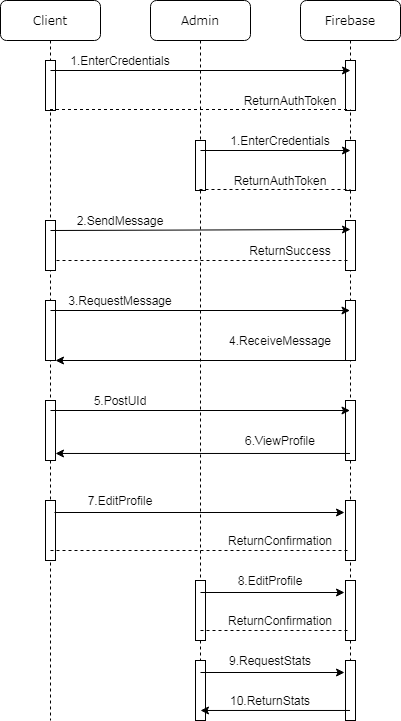 Client
Admin
Firebase
1.EnterCredentials
ReturnAuthToken
1.EnterCredentials
ReturnAuthToken
2.SendMessage
ReturnSuccess
3.RequestMessage
4.ReceiveMessage
5.PostUId
6.ViewProfile
7.EditProfile
ReturnConfirmation
8.EditProfile
ReturnConfirmation
9.RequestStats
10.ReturnStats